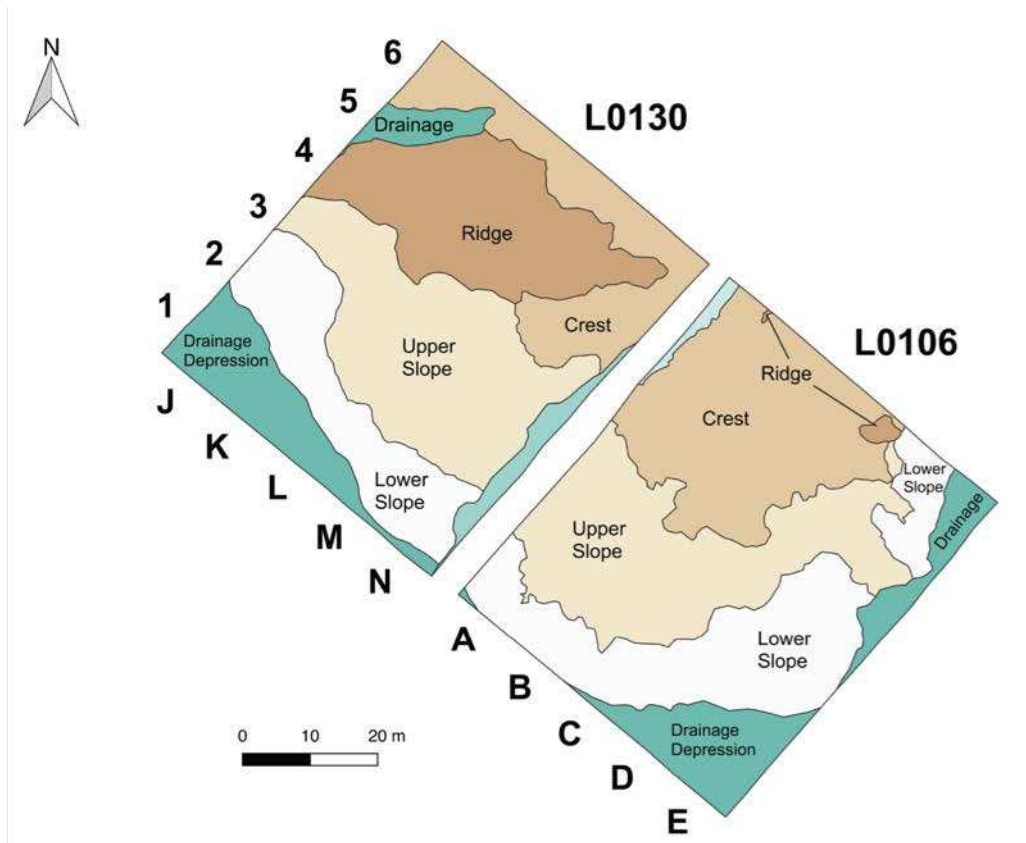 N
6
5
4
3
2
1
L0130
Drainage
Ridge
Crest
Upper
Slope
Drainage
Depression
Lower
Slope
J
K
L
M
N
L0106
Ridge
Crest
Lower
Slope
Drainage
Upper
Slope
Lower
Slope
Drainage
Depression
A
B
C
D
E
0 10 20 m